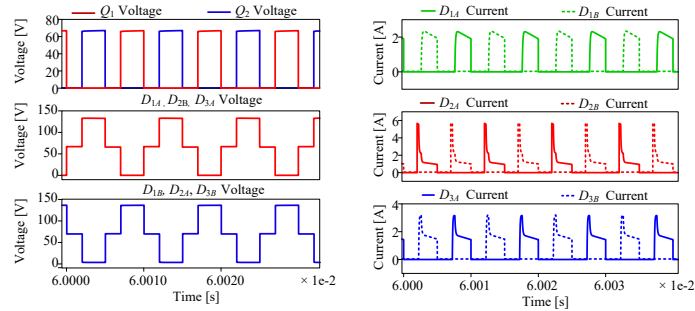 Q1 Voltage Q2 Voltage
Voltage [V]
80
60
40
20
0
D1A, D2B, D3A Voltage
Voltage [V]
150
100
50
0
D1B, D2A, D3B Voltage
Voltage [V]
150
100
50
0
6.0000 6.0010 6.0020 × 1e-2
Time [s]
D1A Current D1B Current
Current [A]
4
2
0
D2A Current D2B Current
Current [A]
6
4
2
0
D3A Current D3B Current
Current [A]
4
2
0
6.000 6.001 6.002 6.003 × 1e-2
Time [s]